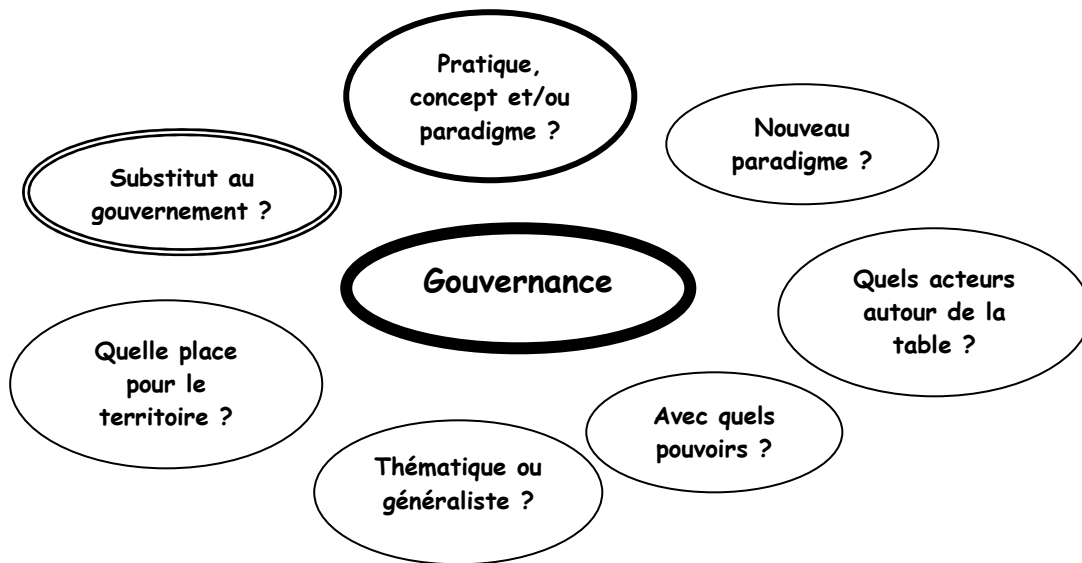 Pratique,
concept et/ou
paradigme ?
Nouveau
paradigme ?
Substitut au
gouvernement ?
Gouvernance
Quels acteurs
autour de la
table ?
Quelle place
pour le
territoire ?
Avec quels
pouvoirs ?
Thématique ou
généraliste ?